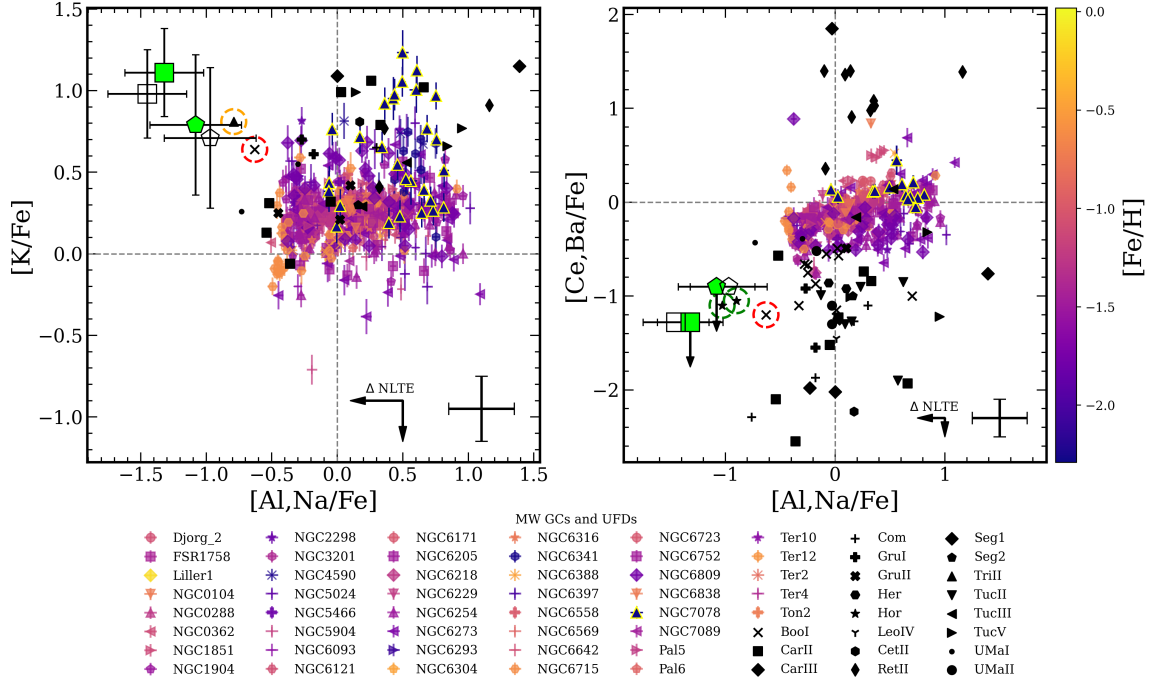 [K/Fe]
1.5
1.0
0.5
0.0
−0.5
−1.0
Δ NLTE
−1.5
−1.0
−0.5
0.0
0.5
1.0
1.5
[Al,Na/Fe]
[Ce,Ba/Fe]
2
1
0
−1
−2
Δ NLTE
−1
0
1
[Al,Na/Fe]
0.0
−0.5
−1.0
−1.5
−2.0
[Fe/H]
MW GCs and UFDs
Djorg_2 NGC2298 NGC6171 NGC6316 NGC6723 Ter10 Com Seg1
FSR1758 NGC3201 NGC6205 NGC6341 NGC6752 Ter12 GruI Seg2
Liller1 NGC4590 NGC6218 NGC6388 NGC6809 Ter2 GruII TriII
NGC0104 NGC5024 NGC6229 NGC6397 NGC6838 Ter4 Her TucII
NGC0288 NGC5466 NGC6254 NGC6558 NGC7078 Ton2 Hor TucIII
NGC0362 NGC5904 NGC6273 NGC6569 NGC7089 BooI LeoIV TucV
NGC1851 NGC6093 NGC6293 NGC6642 Pal5 CarII CetII UMaI
NGC1904 NGC6121 NGC6304 NGC6715 Pal6 CarIII RetII UMaII